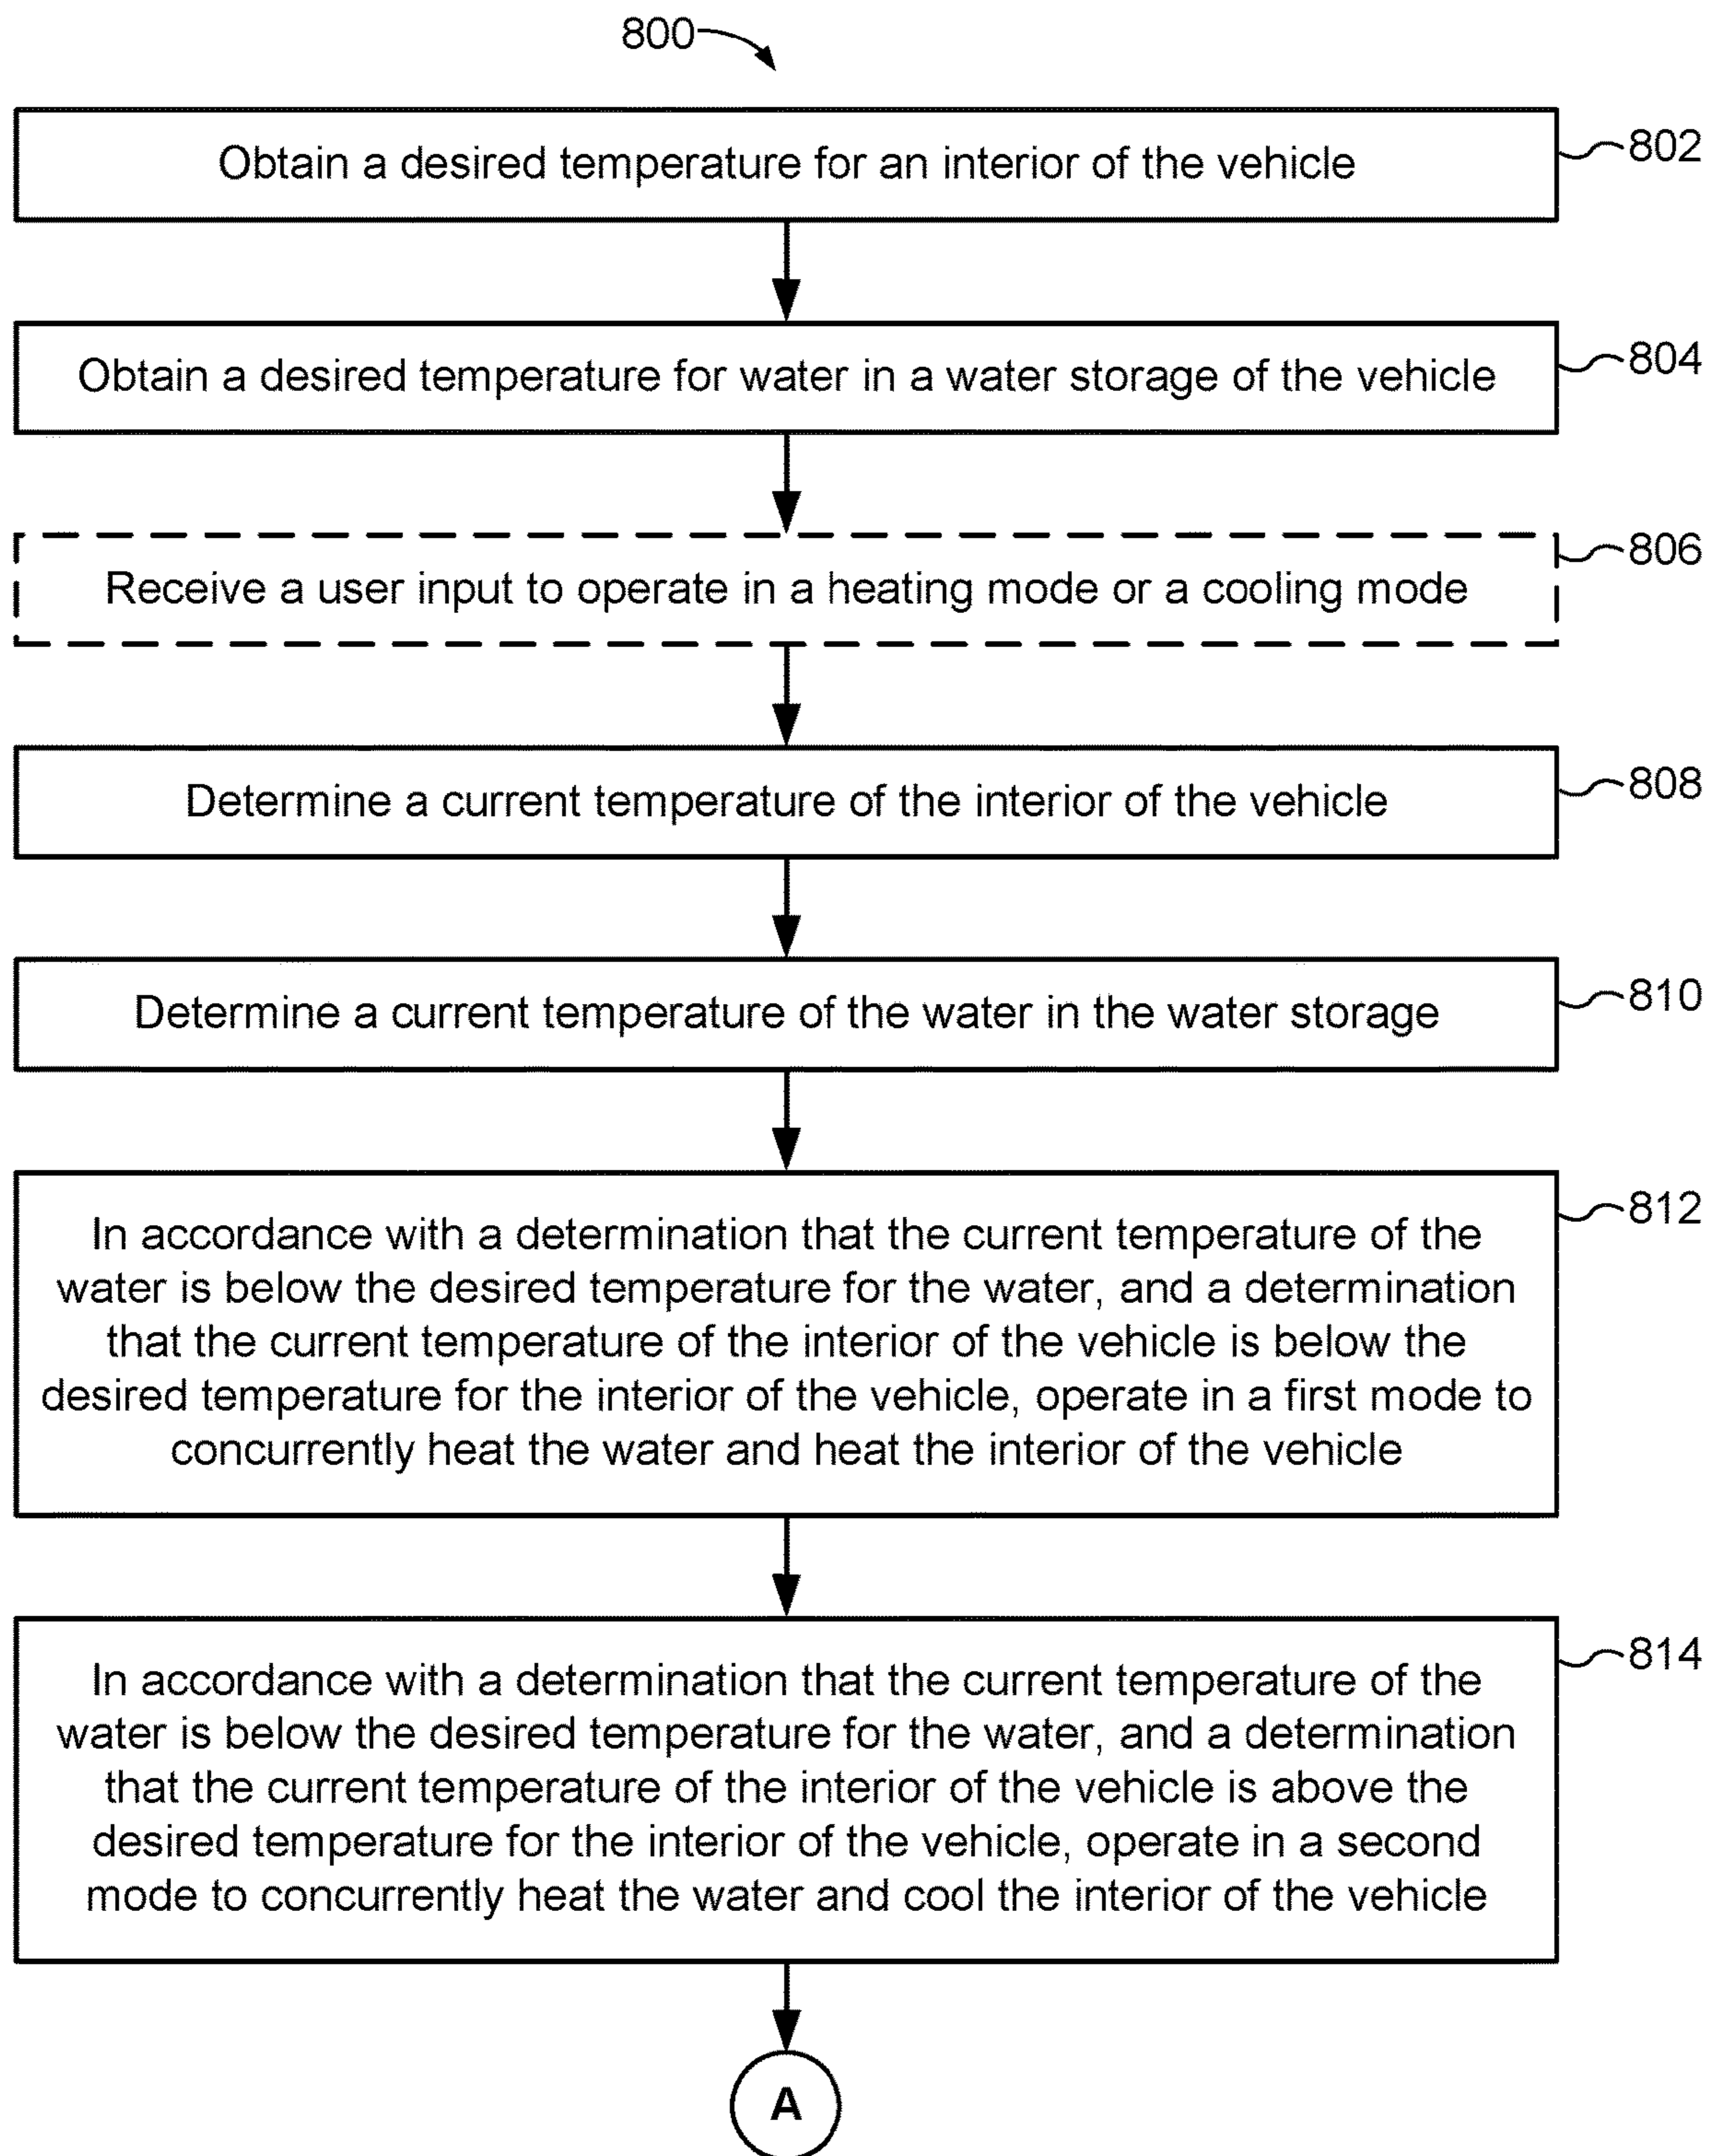 800
Obtain a desired temperature for an interior of the vehicle
802
Obtain a desired temperature for water in a water storage of the vehicle
804
Receive a user input to operate in a heating mode or a cooling mode
806
Determine a current temperature of the interior of the vehicle
808
Determine a current temperature of the water in the water storage
810
In accordance with a determination that the current temperature of the
water is below the desired temperature for the water, and a determination
that the current temperature of the interior of the vehicle is below the
desired temperature for the interior of the vehicle, operate in a first mode to
concurrently heat the water and heat the interior of the vehicle
812
In accordance with a determination that the current temperature of the
water is below the desired temperature for the water, and a determination
that the current temperature of the interior of the vehicle is above the
desired temperature for the interior of the vehicle, operate in a second
mode to concurrently heat the water and cool the interior of the vehicle
814
A